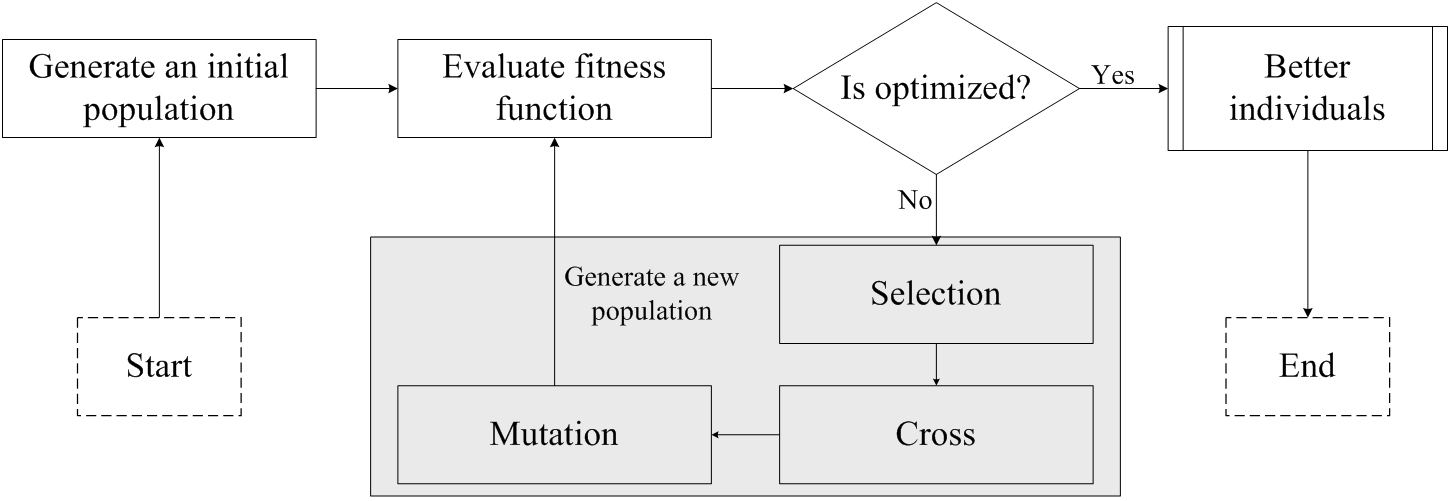 Generate an initial
population
Evaluate fitness
function
Is optimized?
Yes
Better
individuals
No
Generate a new
population
Selection
Start
End
Mutation
Cross